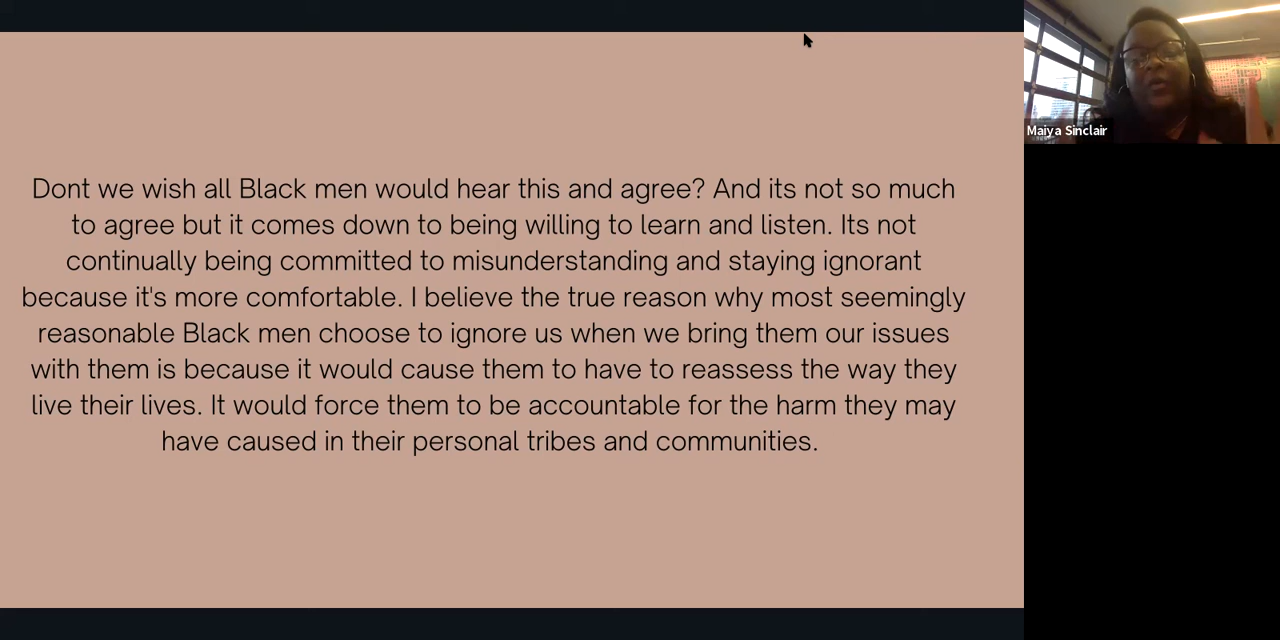 Dont we wish all Black men would hear this and agree? And its not so much
to agree but it comes down to being willing to learn and listen. Its not
continually being committed to misunderstanding and staying ignorant
because it's more comfortable. I believe the true reason why most seemingly
reasonable Black men choose to ignore us when we bring them our issues
with them is because it would cause them to have to reassess the way they
live their lives. It would force them to be accountable for the harm they may
have caused in their personal tribes and communities.
Maiya Sinclair